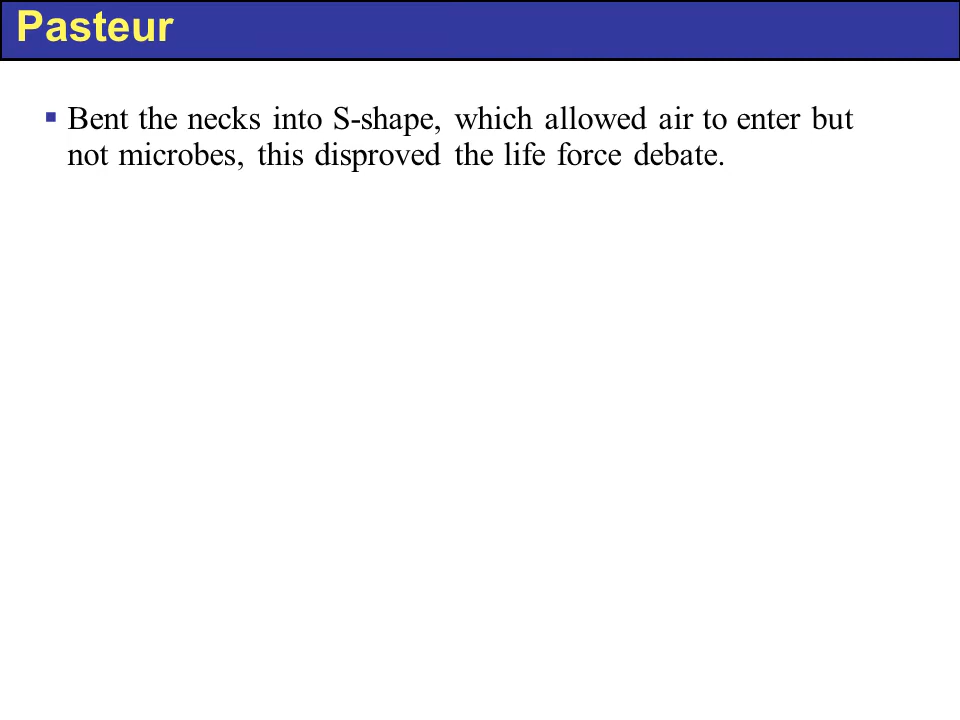 Pasteur
▪ Bent the necks into S-shape, which allowed air to enter but
not microbes, this disproved the life force debate.